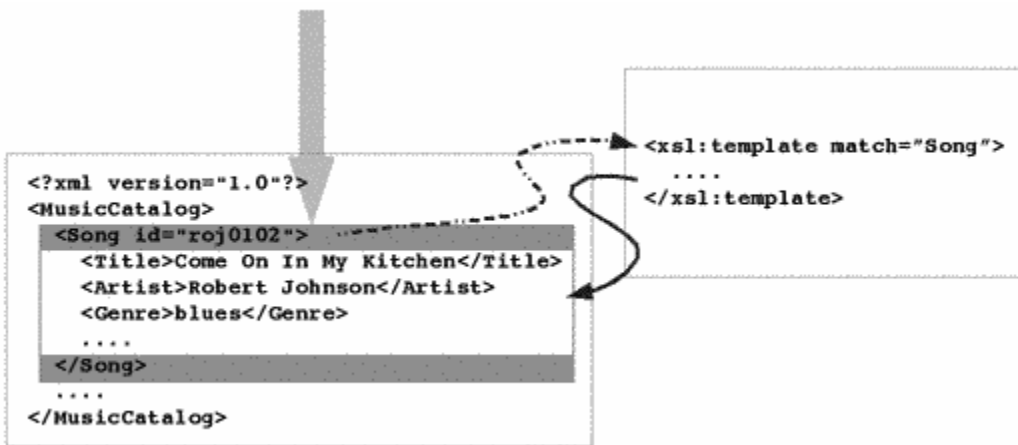 <?xml version="1.0"?>
<MusicCatalog>
<Song id="roj0102">
<Title>Come On In My Kitchen</Title>
<Artist>Robert Johnson</Artist>
<Genre>blues</Genre>
....
</Song>
....
</MusicCatalog>
<xsl:template match="Song">
....
</xsl:template>